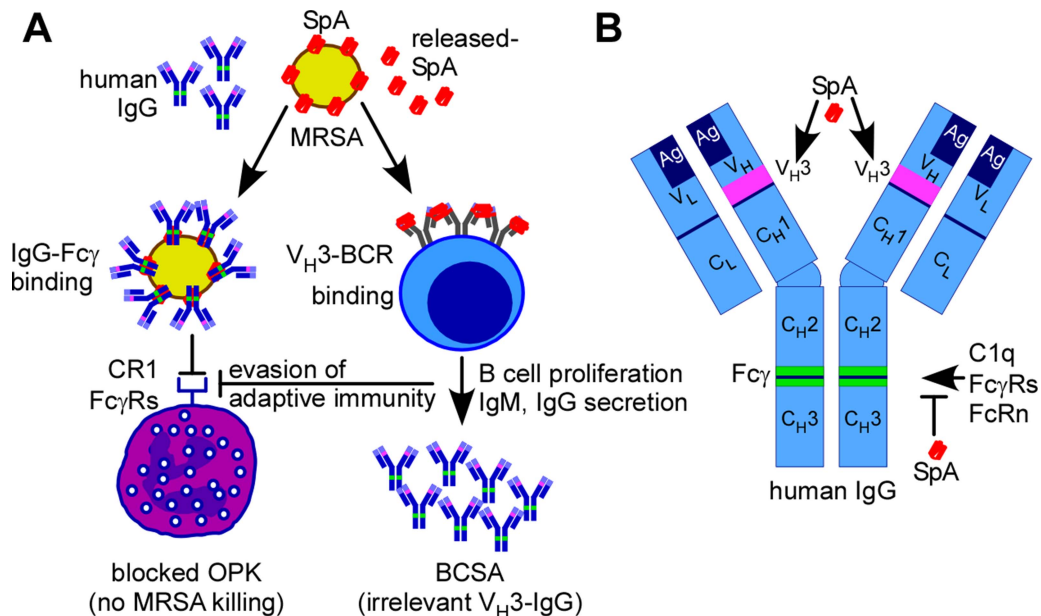 A
SpA
released-
SpA
human
IgG
MRSA
IgG-Fcγ
binding
VH3-BCR
binding
CR1
FcγRs
evasion of
adaptive immunity
B cell proliferation
IgM, IgG secretion
blocked OPK
(no MRSA killing)
BCSA
(irrelevant VH3-IgG)
B
SpA
Ag
Ag
VH
VL
VH3
VH3
Ag
Ag
VH
VL
CH1
CL
CH1
CL
CH2
CH2
Fcγ
CH3
CH3
C1q
FcγRs
FcRn
SpA
human IgG